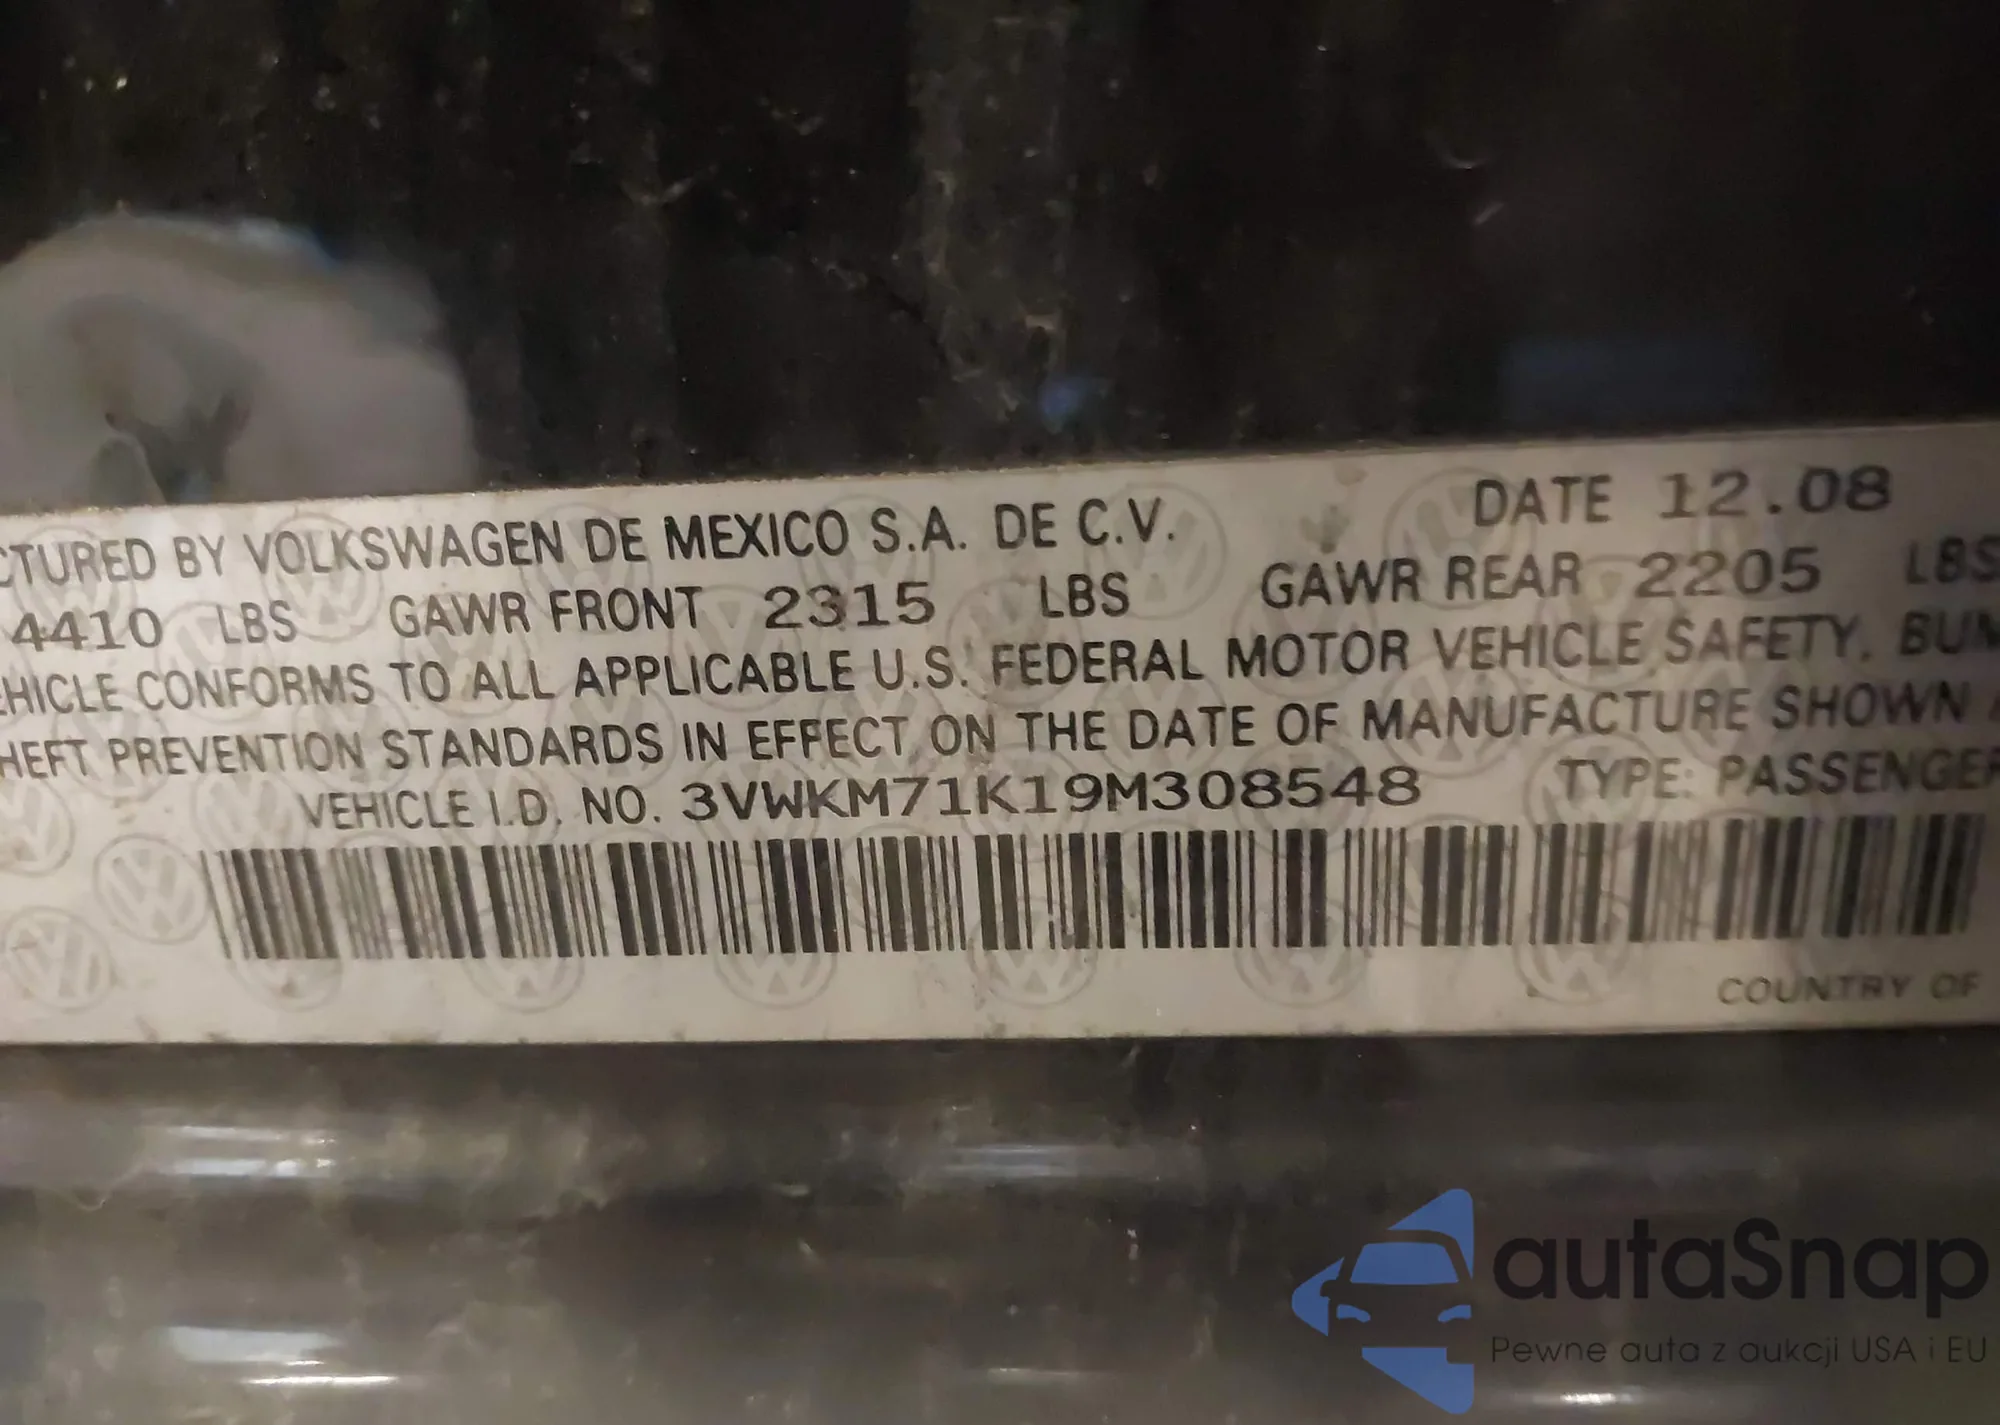 CTURED BY VOLKSWAGEN DE MEXICO S.A. DE C.V. DATE 12.08
4410 LBS GAWR FRONT 2315 LBS GAWR REAR 2205 LBS
EHICLE CONFORMS TO ALL APPLICABLE U.S. FEDERAL MOTOR VEHICLE SAFETY, BUM
HEFT PREVENTION STANDARDS IN EFFECT ON THE DATE OF MANUFACTURE SHOWN A
VEHICLE I.D. NO. 3VWKM71K19M308548 TYPE: PASSENGER
COUNTRY OF
autaSnap
Pewne auta z aukcji USA i EU